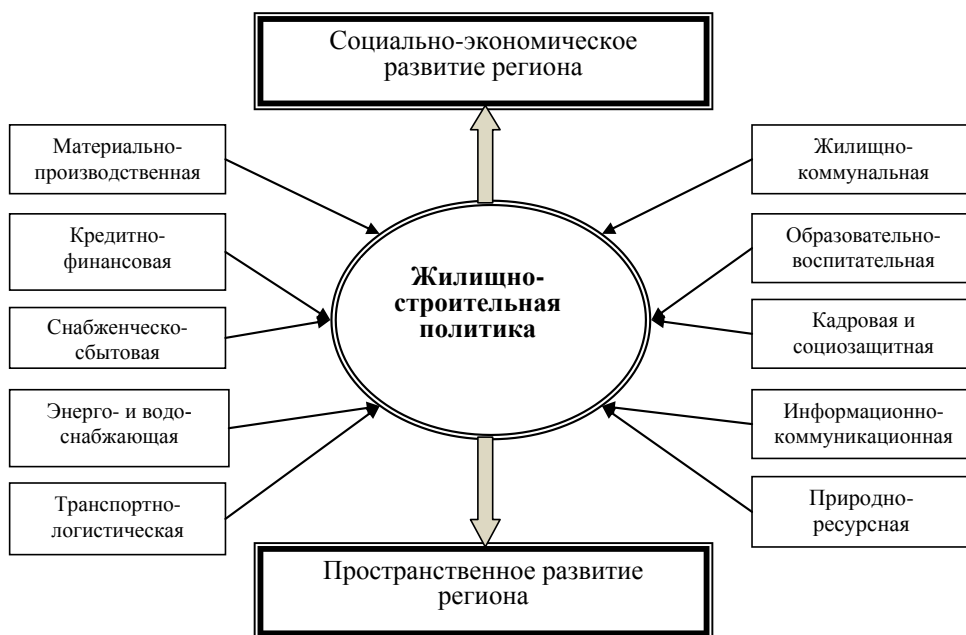 Социально-экономическое
развитие региона
Материально-
производственная
Кредитно-
финансовая
Снабженческо-
сбытовая
Энерго- и водо-
снабжающая
Транспортно-
логистическая
Жилищно-
строительная
политика
Жилищно-
коммунальная
Образовательно-
воспитательная
Кадровая и
социозащитная
Информационно-
коммуникационная
Природно-
ресурсная
Пространственное развитие
региона